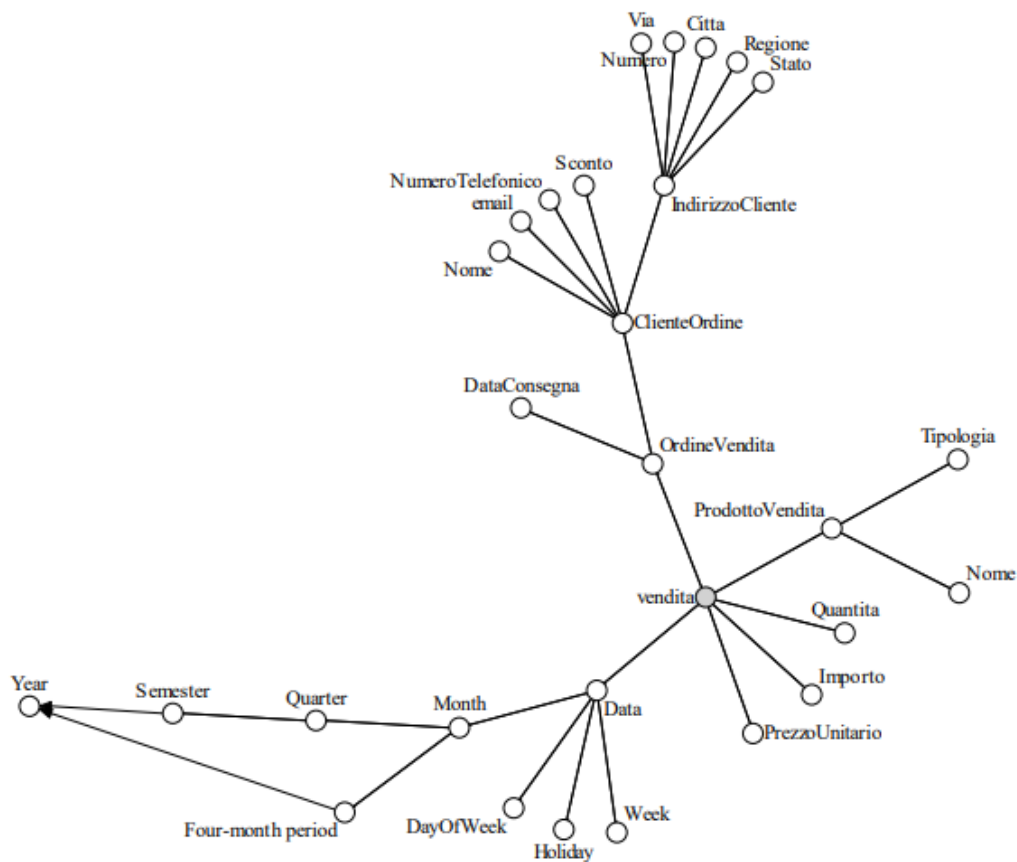 Via
Citta
Regione
Numero
Stato
Sconto
NumeroTelefonico
email
IndirizzoCliente
Nome
ClienteOrdine
DataConsegna
OrdineVendita
Tipologia
ProdottoVendita
Nome
vendita
Quantita
Importo
Year
Semester
Quarter
Month
Data
PrezzoUnitario
Four-month period
DayOfWeek
Week
Holiday